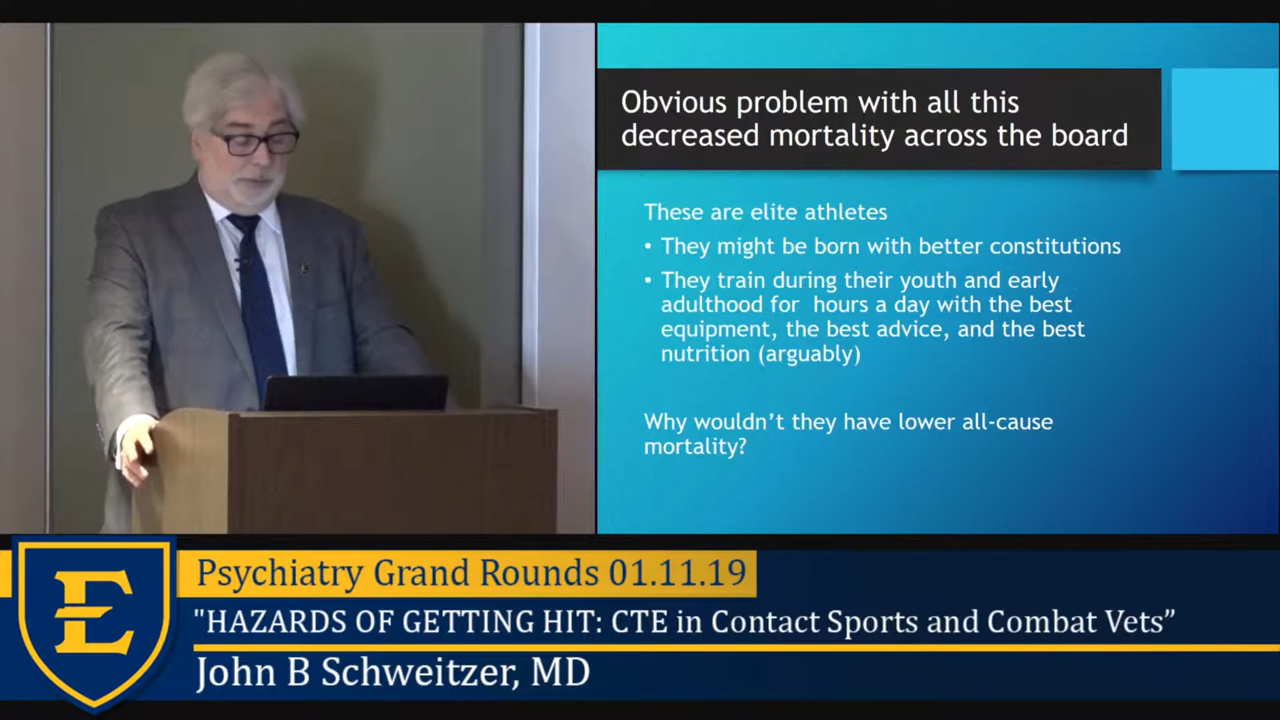 Obvious problem with all this
decreased mortality across the board
These are elite athletes
• They might be born with better constitutions
• They train during their youth and early
adulthood for  hours a day with the best
equipment, the best advice, and the best
nutrition (arguably)
Why wouldn't they have lower all-cause
mortality?
E
Psychiatry Grand Rounds 01.11.19
"HAZARDS OF GETTING HIT: CTE in Contact Sports and Combat Vets”
John B Schweitzer, MD